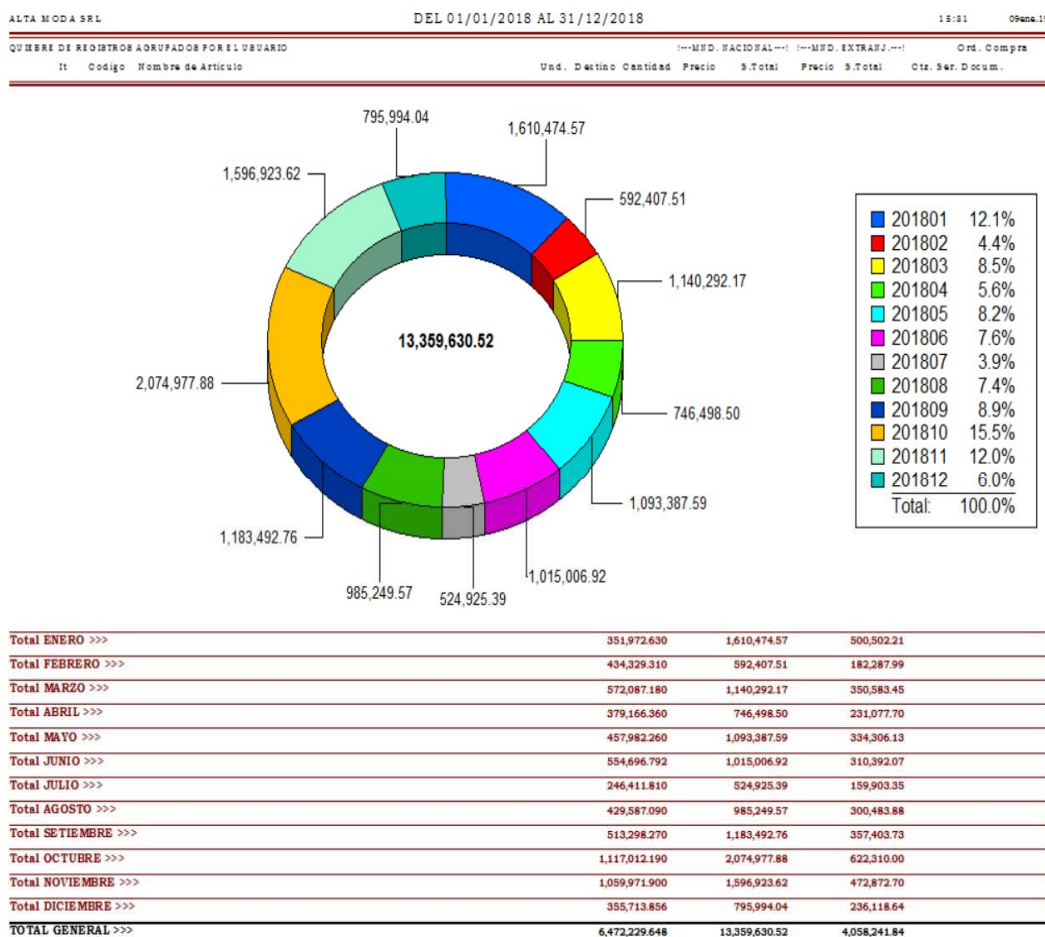 ALTA MODA SRL DEL 01/01/2018 AL 31/12/2018 15:31 09ene.19
QUIEBRE DE REGISTROS AGRUPADOS POR EL USUARIO !---MND. NACIONAL---! !---MND. EXTRANJ.---! Ord. Compra
It Codigo Nombre de Articulo Und. Destino Cantidad Precio S.Total Precio S.Total Ctz. Ser. Docum.
795,994.04
1,610,474.57
1,596,923.62
592,407.51
1,140,292.17
13,359,630.52
2,074,977.88
746,498.50
1,093,387.59
1,183,492.76
1,015,006.92
985,249.57
524,925.39
201801 12.1%
201802 4.4%
201803 8.5%
201804 5.6%
201805 8.2%
201806 7.6%
201807 3.9%
201808 7.4%
201809 8.9%
201810 15.5%
201811 12.0%
201812 6.0%
Total: 100.0%
Total ENERO >>> 351,972.630 1,610,474.57 500,502.21
Total FEBRERO >>> 434,329.310 592,407.51 182,287.99
Total MARZO >>> 572,087.180 1,140,292.17 350,583.45
Total ABRIL >>> 379,166.360 746,498.50 231,077.70
Total MAYO >>> 457,982.260 1,093,387.59 334,306.13
Total JUNIO >>> 554,696.792 1,015,006.92 310,392.07
Total JULIO >>> 246,411.810 524,925.39 159,903.35
Total AGOSTO >>> 429,587.090 985,249.57 300,483.88
Total SETIEMBRE >>> 513,298.270 1,183,492.76 357,403.73
Total OCTUBRE >>> 1,117,012.190 2,074,977.88 622,310.00
Total NOVIEMBRE >>> 1,059,971.900 1,596,923.62 472,872.70
Total DICIEMBRE >>> 355,713.856 795,994.04 236,118.64
TOTAL GENERAL >>> 6,472,229.648 13,359,630.52 4,058,241.84